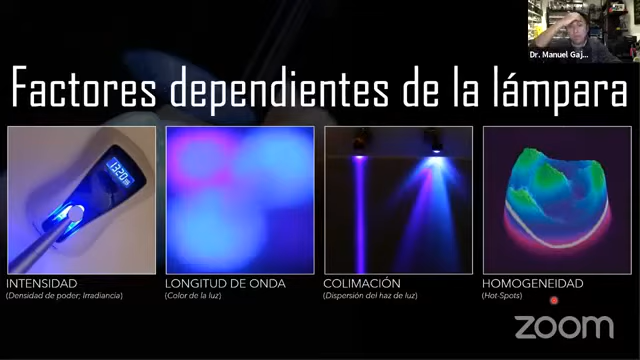 Dr. Manuel Gaj...
Factores dependientes de la lámpara
1320
INTENSIDAD
(Densidad de poder; Irradiancia)
LONGITUD DE ONDA
(Color de la luz)
COLIMACIÓN
(Dispersión del haz de luz)
HOMOGENEIDAD
(Hot-Spots)
zoom